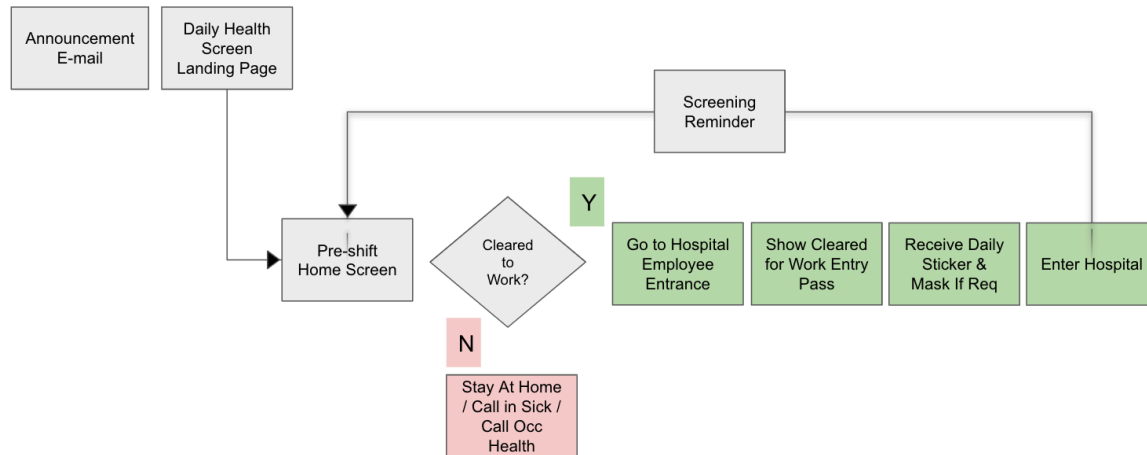 Announcement
E-mail
Daily Health
Screen
Landing Page
Screening
Reminder
Pre-shift
Home Screen
Cleared
to
Work?
Y
Go to Hospital
Employee
Entrance
Show Cleared
for Work Entry
Pass
Receive Daily
Sticker &
Mask If Req
Enter Hospital
N
Stay At Home
/ Call in Sick /
Call Occ
Health